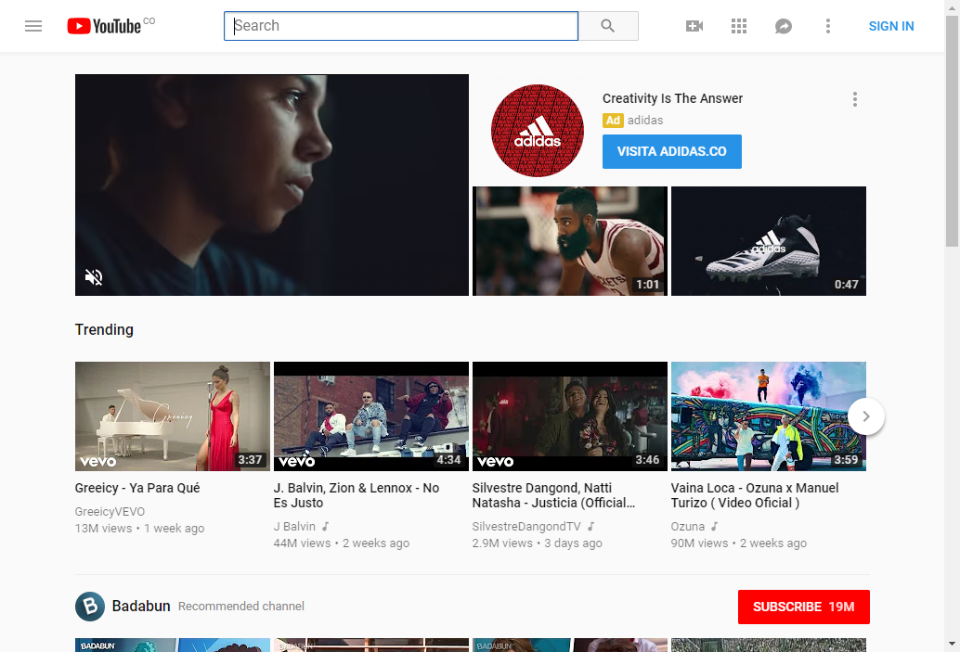 YouTube CO
Search
SIGN IN
Creativity Is The Answer
Ad adidas
VISITA ADIDAS.CO
adidas
adidas
1:01
0:47
Trending
Greeicy
vevo
3:37
vevo
4:34
vevo
3:46
3:59
Greeicy - Ya Para Qué
GreeicyVEVO
13M views • 1 week ago
J. Balvin, Zion & Lennox - No
Es Justo
J Balvin
44M views • 2 weeks ago
Silvestre Dangond, Natti
Natasha - Justicia (Official...
SilvestreDangondTV
2.9M views • 3 days ago
Vaina Loca - Ozuna x Manuel
Turizo ( Video Oficial )
Ozuna
90M views • 2 weeks ago
B
Badabun Recommended channel
SUBSCRIBE 19M
BADABUN
BADABUN
BADABUN